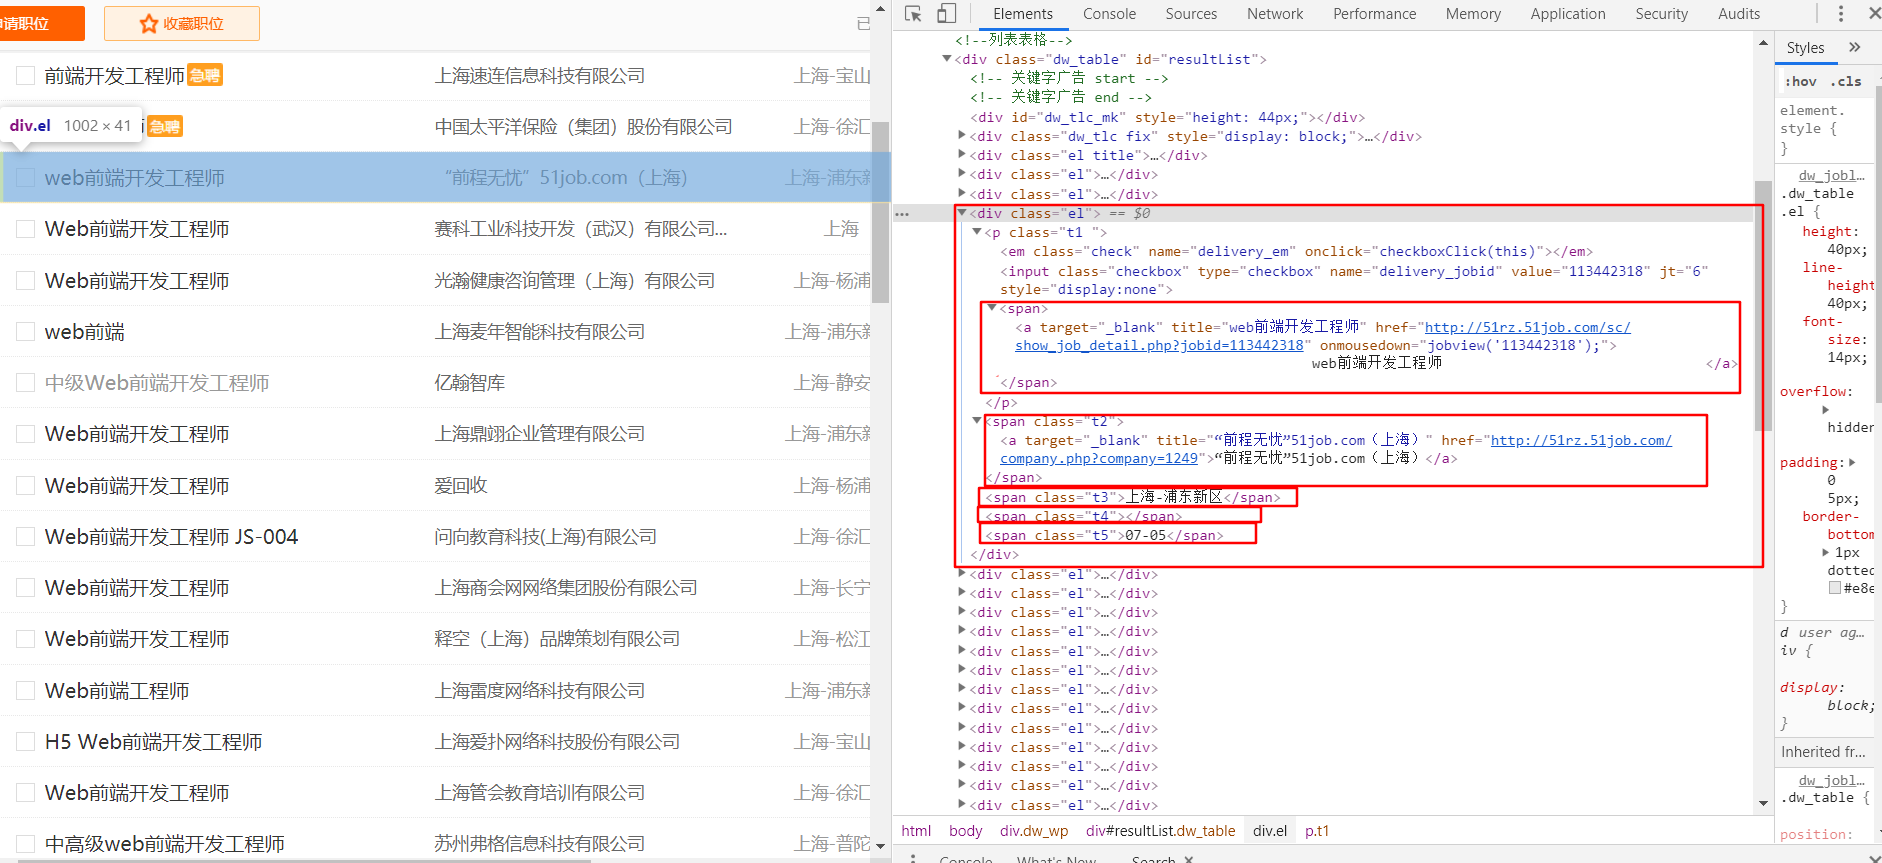 申请职位
收藏职位
已
前端开发工程师 急聘 上海速连信息科技有限公司 上海-宝山
div.el 1002 × 41 急聘 中国太平洋保险（集团）股份有限公司 上海-徐汇
web前端开发工程师 “前程无忧”51job.com（上海） 上海-浦东新
Web前端开发工程师 赛科工业科技开发（武汉）有限公司... 上海
Web前端开发工程师 光瀚健康咨询管理（上海）有限公司 上海-杨浦
web前端 上海麦年智能科技有限公司 上海-浦东新
中级Web前端开发工程师 亿翰智库 上海-静安
Web前端开发工程师 上海鼎翊企业管理有限公司 上海-浦东新
Web前端开发工程师 爱回收 上海-杨浦
Web前端开发工程师 JS-004 问向教育科技(上海)有限公司 上海-徐汇
Web前端开发工程师 上海商会网网络集团股份有限公司 上海-长宁
Web前端开发工程师 释空（上海）品牌策划有限公司 上海-松江
Web前端工程师 上海雷度网络科技有限公司 上海-浦东新
H5 Web前端开发工程师 上海爱扑网络科技股份有限公司 上海-宝山
Web前端开发工程师 上海管会教育培训有限公司 上海-徐汇
中高级web前端开发工程师 苏州弗格信息科技有限公司 上海-普陀
Elements Console Sources Network Performance Memory Application Security Audits
<!--列表表格-->
<div class="dw_table" id="resultList">
<!-- 关键字广告 start -->
<!-- 关键字广告 end -->
<div id="dw_tlc_mk" style="height: 44px;"></div>
<div class="dw_tlc fix" style="display: block;">…</div>
<div class="el title">…</div>
<div class="el">…</div>
<div class="el">…</div>
<div class="el"> == $0
<p class="t1 ">
<em class="check" name="delivery_em" onclick="checkboxClick(this)"></em>
<input class="checkbox" type="checkbox" name="delivery_jobid" value="113442318" jt="6"
style="display:none">
<span>
<a target="_blank" title="web前端开发工程师" href="http://51rz.51job.com/sc/
show_job_detail.php?jobid=113442318" onmousedown="jobview('113442318');">
web前端开发工程师 </a>
</span>
</p>
<span class="t2">
<a target="_blank" title="“前程无忧”51job.com（上海）" href="http://51rz.51job.com/
company.php?company=1249">“前程无忧”51job.com（上海）</a>
</span>
<span class="t3">上海-浦东新区</span>
<span class="t4"></span>
<span class="t5">07-05</span>
</div>
<div class="el">…</div>
<div class="el">…</div>
<div class="el">…</div>
<div class="el">…</div>
<div class="el">…</div>
<div class="el">…</div>
<div class="el">…</div>
<div class="el">…</div>
<div class="el">…</div>
<div class="el">…</div>
<div class="el">…</div>
<div class="el">…</div>
<div class="el">…</div>
html body div.dw_wp div#resultList.dw_table div.el p.t1
Console What's New Search
Styles
:hov .cls
element.
style {
}
dw_jobl…
.dw_table
.el {
height:
40px;
line-
height
40px;
font-
size:
14px;
overflow:
hidden
padding:
0
5px;
border-
bottom
1px
dotted
#e8e
}
d user ag…
iv {
display:
block;
}
Inherited fr…
dw_jobl…
.dw_table {
position: